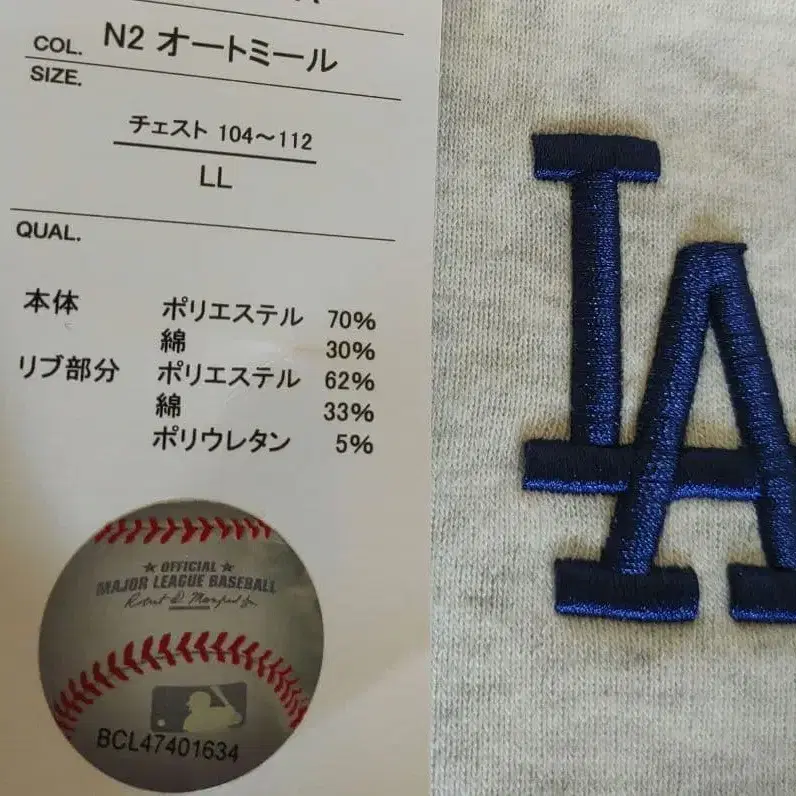 COL. N2 オートミール
SIZE.
チェスト 104～112
LL
QUAL.
本体 ポリエステル 70%
綿 30%
リブ部分 ポリエステル 62%
綿 33%
ポリウレタン 5%
★ OFFICIAL ★
MAJOR LEAGUE BASEBALL
BCL47401634
LA